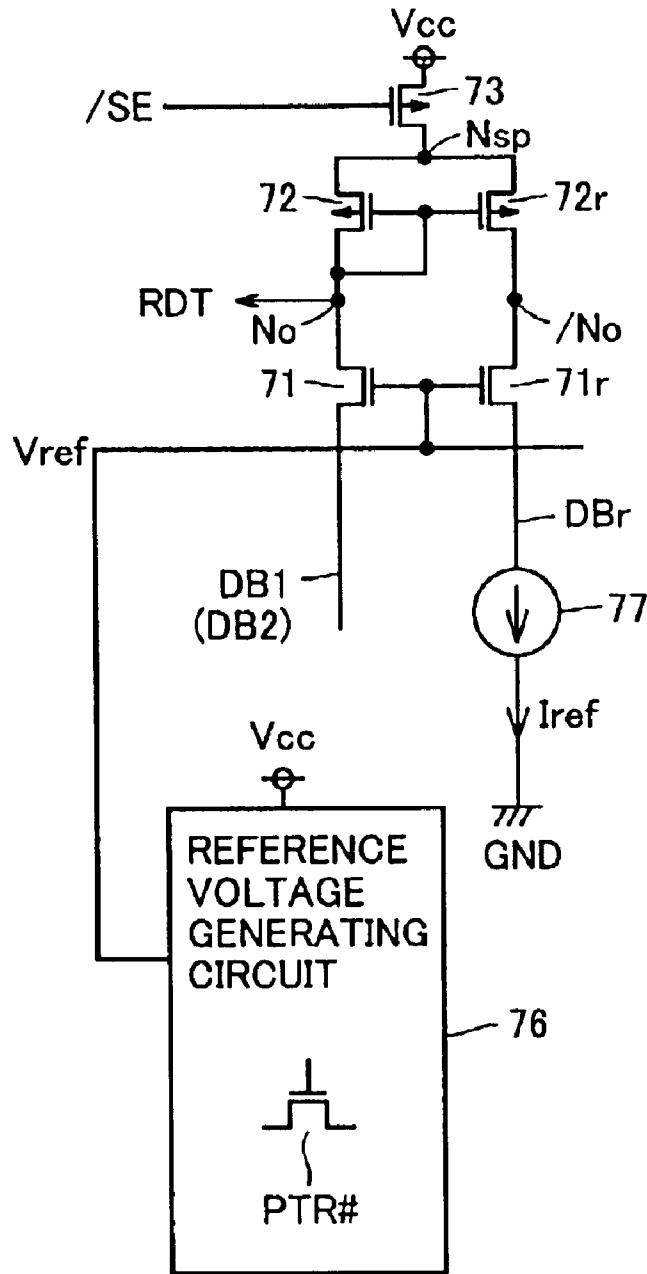 Vcc
73
/SE
Nsp
72
72r
RDT
No
/No
71
71r
Vref
DBr
DB1
(DB2)
77
Iref
Vcc
GND
REFERENCE
VOLTAGE
GENERATING
CIRCUIT
76
PTR#